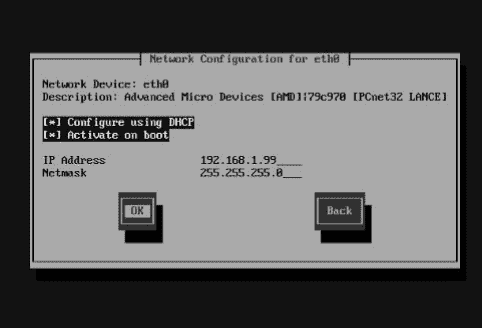 Network Configuration for eth0
Network Device: eth0
Description: Advanced Micro Devices [AMD]¦79c970 [PCnet32 LANCE]
[*] Configure using DHCP
[*] Activate on boot
IP Address 192.168.1.99____
Netmask 255.255.255.0___
OK Back